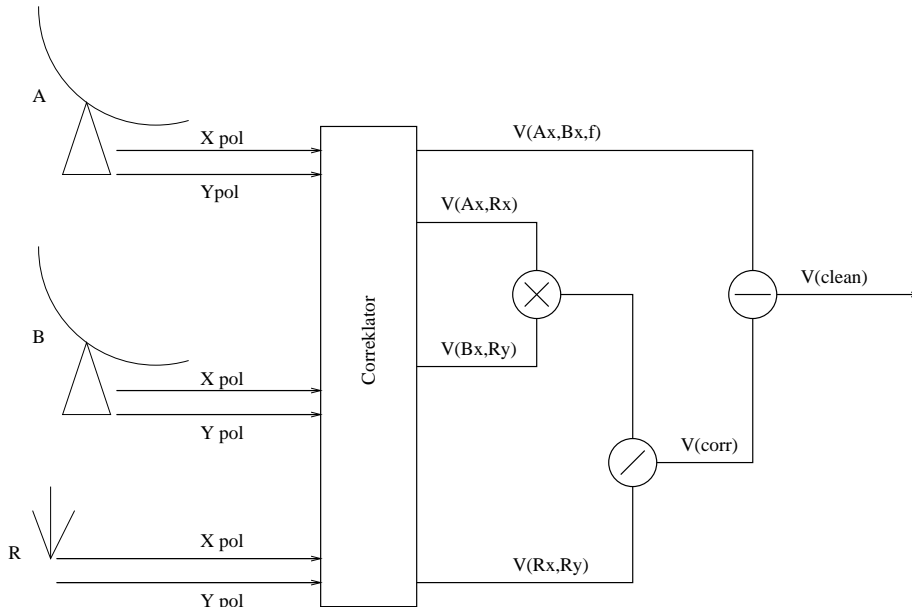 A
X pol
Ypol
B
X pol
Y pol
R
X pol
Y pol
Correklator
V(Ax,Bx,f)
V(Ax,Rx)
V(Bx,Ry)
V(Rx,Ry)
V(corr)
V(clean)